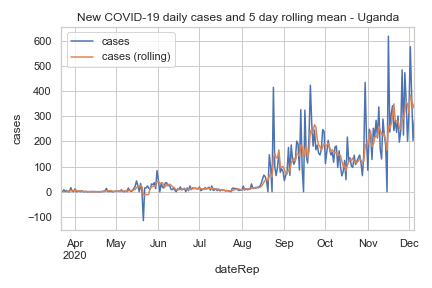 New COVID-19 daily cases and 5 day rolling mean - Uganda
cases
cases (rolling)
600
500
400
300
200
100
0
−100
cases
Apr May Jun Jul Aug Sep Oct Nov Dec
2020
dateRep